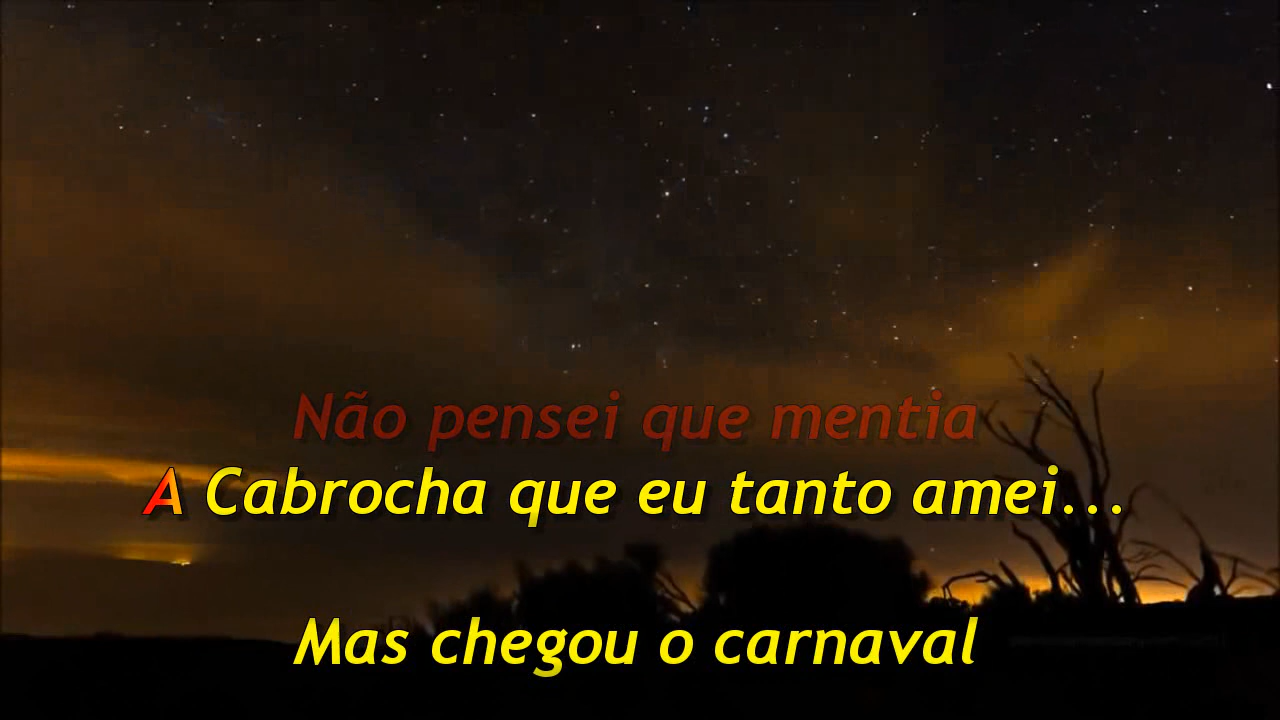 Não pensei que mentia
A Cabrocha que eu tanto amei...
Mas chegou o carnaval